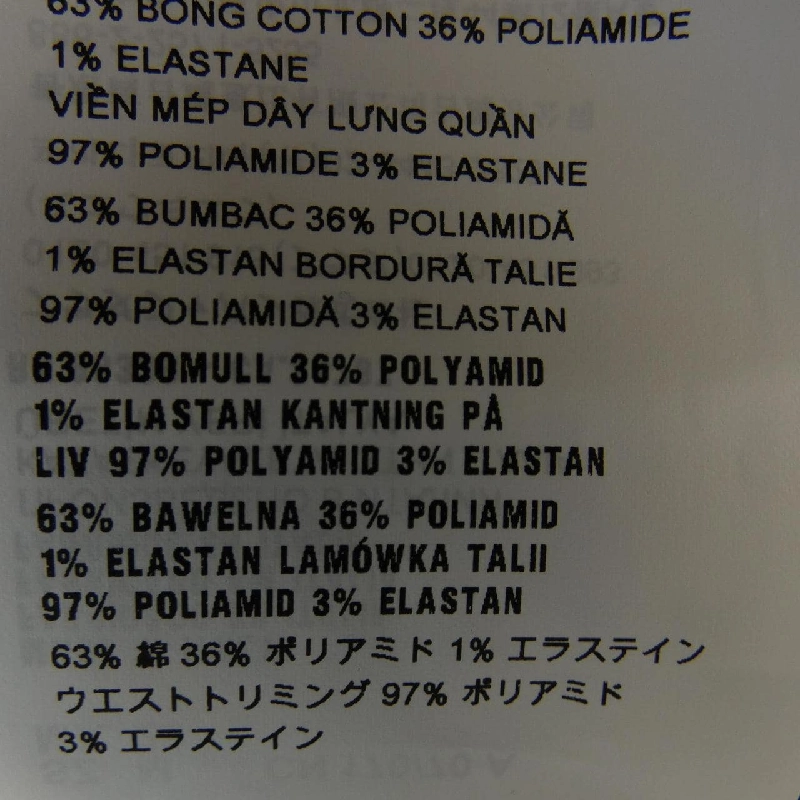 63% BÔNG COTTON 36% POLIAMIDE
1% ELASTANE
VIỀN MÉP DÂY LƯNG QUẦN
97% POLIAMIDE 3% ELASTANE
63% BUMBAC 36% POLIAMIDĂ
1% ELASTAN BORDURĂ TALIE
97% POLIAMIDĂ 3% ELASTAN
63% BOMULL 36% POLYAMID
1% ELASTAN KANTNING PÅ
LIV 97% POLYAMID 3% ELASTAN
63% BAWELNA 36% POLIAMID
1% ELASTAN LAMÓWKA TALII
97% POLIAMID 3% ELASTAN
63% 綿 36% ポリアミド 1% エラステイン
ウエストトリミング 97% ポリアミド
3% エラステイン